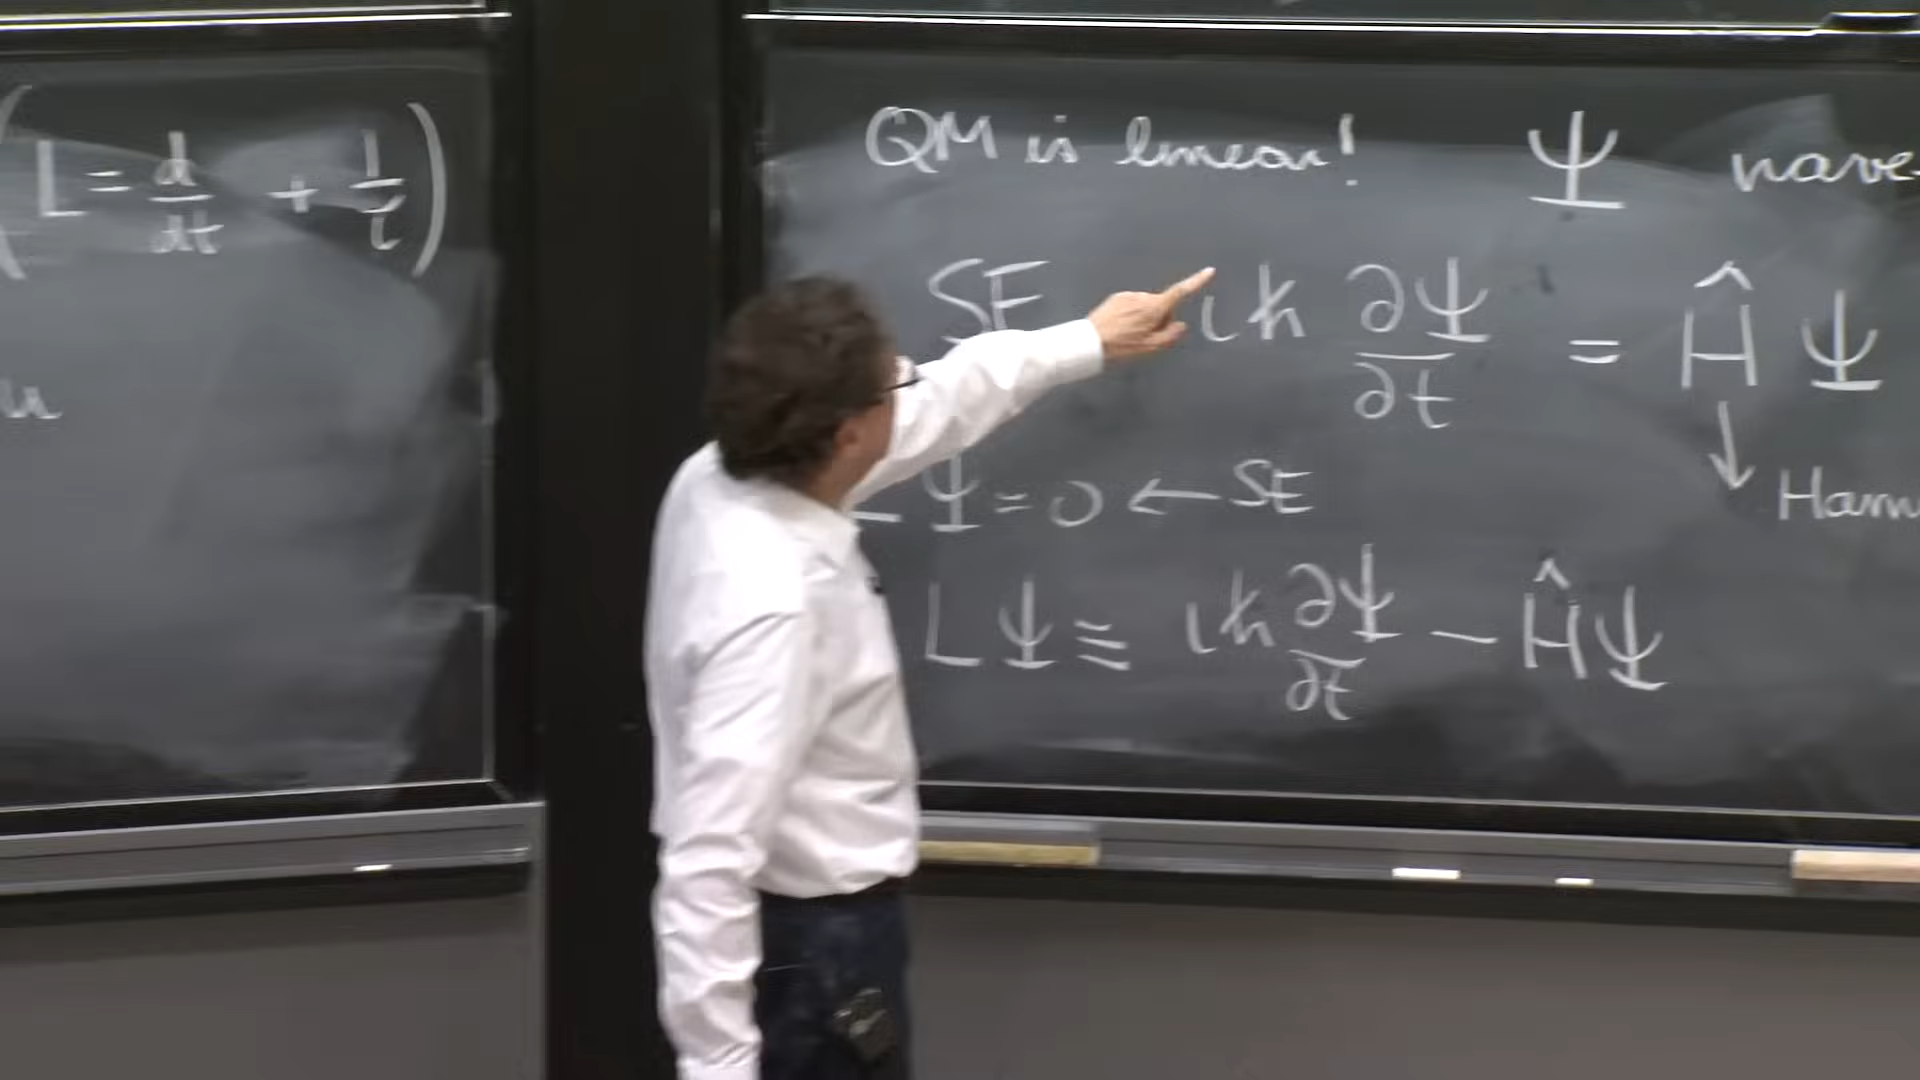 (L = d/dt + 1/τ)
u
QM is linear! Ψ wave-
SE iħ ∂Ψ/∂t = Ĥ Ψ
↓
Ham
LΨ = 0 ← SE
LΨ ≡ iħ ∂Ψ/∂t − ĤΨ